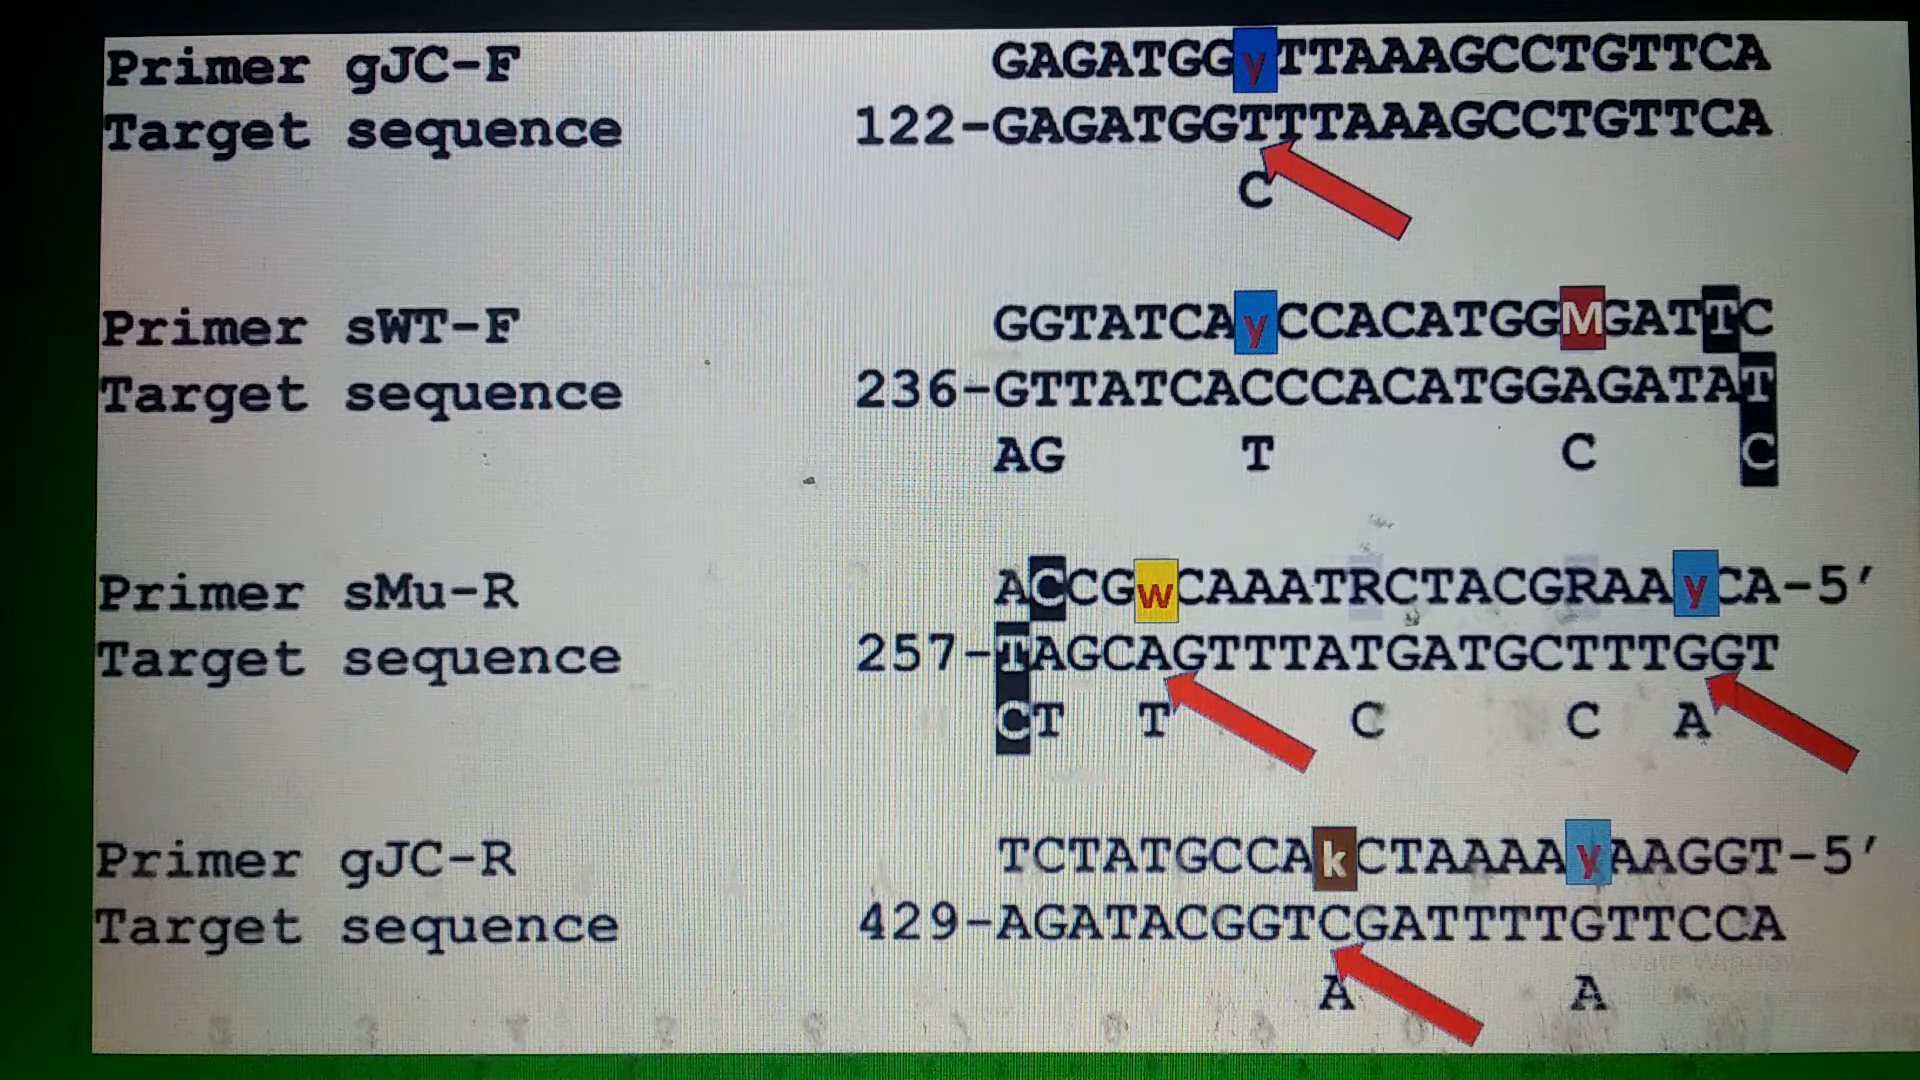 Primer gJC-F GAGATGGyTTAAAGCCTGTTCA
Target sequence 122-GAGATGGTTTAAAGCCTGTTCA
C
Primer sWT-F GGTATCAyCCACATGGMGATTC
Target sequence 236-GTTATCACCCACATGGAGATAT
AG T C C
Primer sMu-R ACCGwCAAATRCTACGRAAyCA-5′
Target sequence 257-TAGCAGTTTATGATGCTTTGGT
CT T C C A
Primer gJC-R TCTATGCCAkCTAAAAyAAGGT-5′
Target sequence 429-AGATACGGTCGATTTTGTTCCA
A A